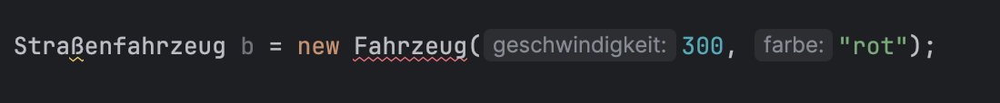 Straßenfahrzeug b = new Fahrzeug( geschwindigkeit: 300, farbe: "rot");